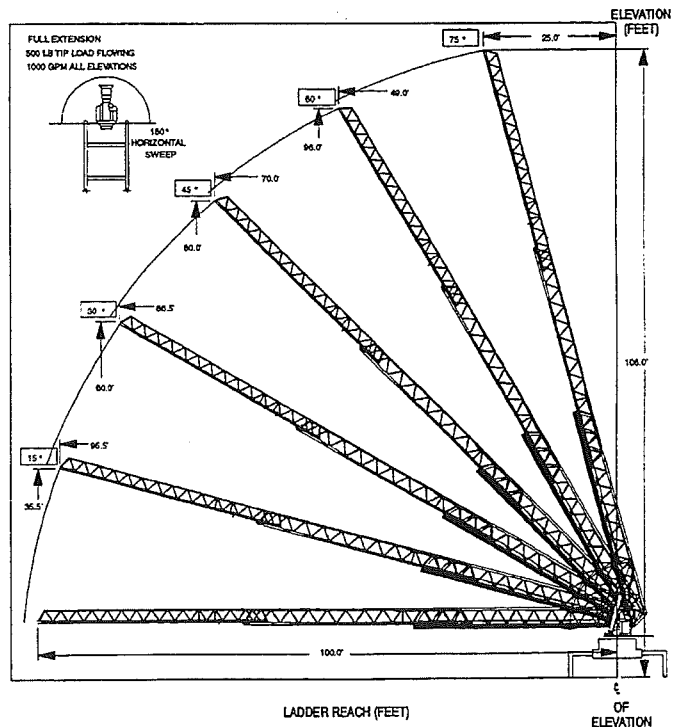 ELEVATION
(FEET)
FULL EXTENSION
500 LB TIP LOAD FLOWING
1000 GPM ALL ELEVATIONS
180°
HORIZONTAL
SWEEP
75°
25.0'
60°
49.0'
96.0'
45°
70.0'
80.0'
30°
86.5'
60.0'
106.0'
15°
96.5'
35.5'
100.0'
LADDER REACH (FEET)
℄
OF
ELEVATION